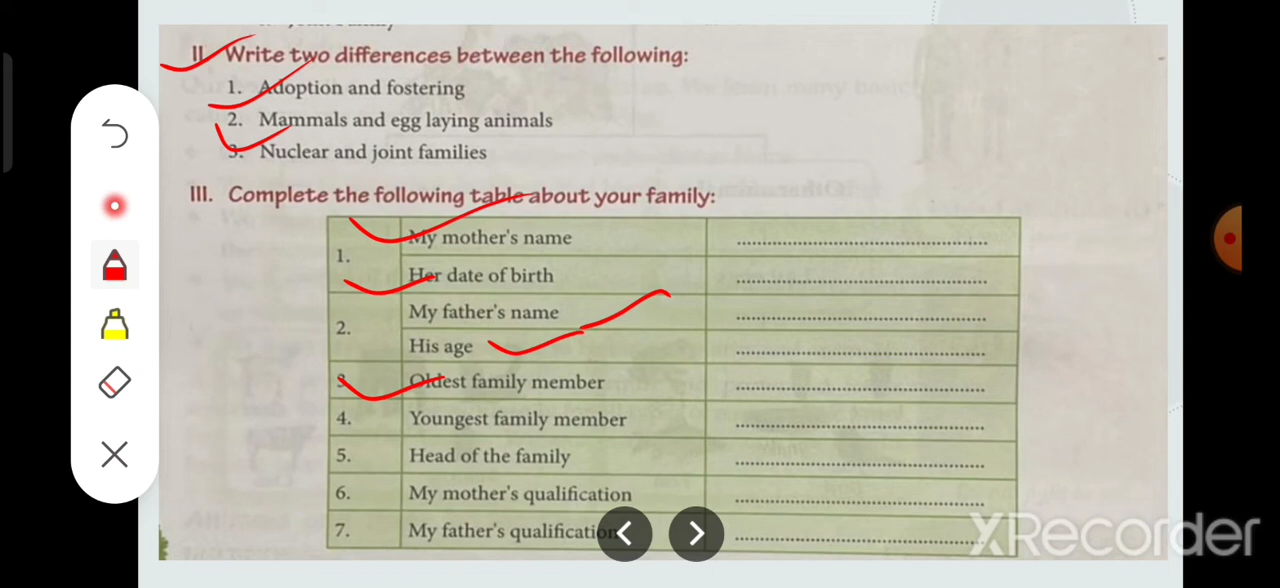 II. Write two differences between the following:
1. Adoption and fostering
2. Mammals and egg laying animals
3. Nuclear and joint families
III. Complete the following table about your family:
1. My mother's name
Her date of birth
2. My father's name
His age
3. Oldest family member
4. Youngest family member
5. Head of the family
6. My mother's qualification
7. My father's qualification
XRecorder